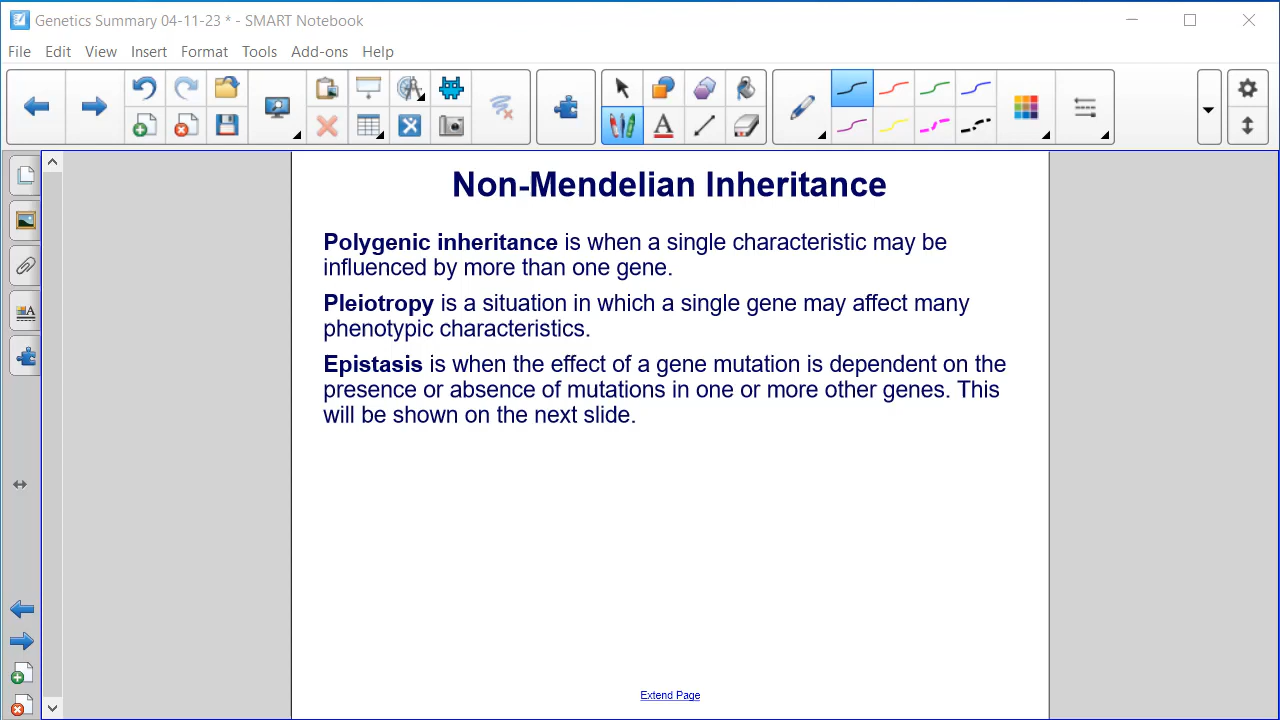 Genetics Summary 04-11-23 * - SMART Notebook
File Edit View Insert Format Tools Add-ons Help
Non-Mendelian Inheritance
Polygenic inheritance is when a single characteristic may be
influenced by more than one gene.
Pleiotropy is a situation in which a single gene may affect many
phenotypic characteristics.
Epistasis is when the effect of a gene mutation is dependent on the
presence or absence of mutations in one or more other genes. This
will be shown on the next slide.
Extend Page